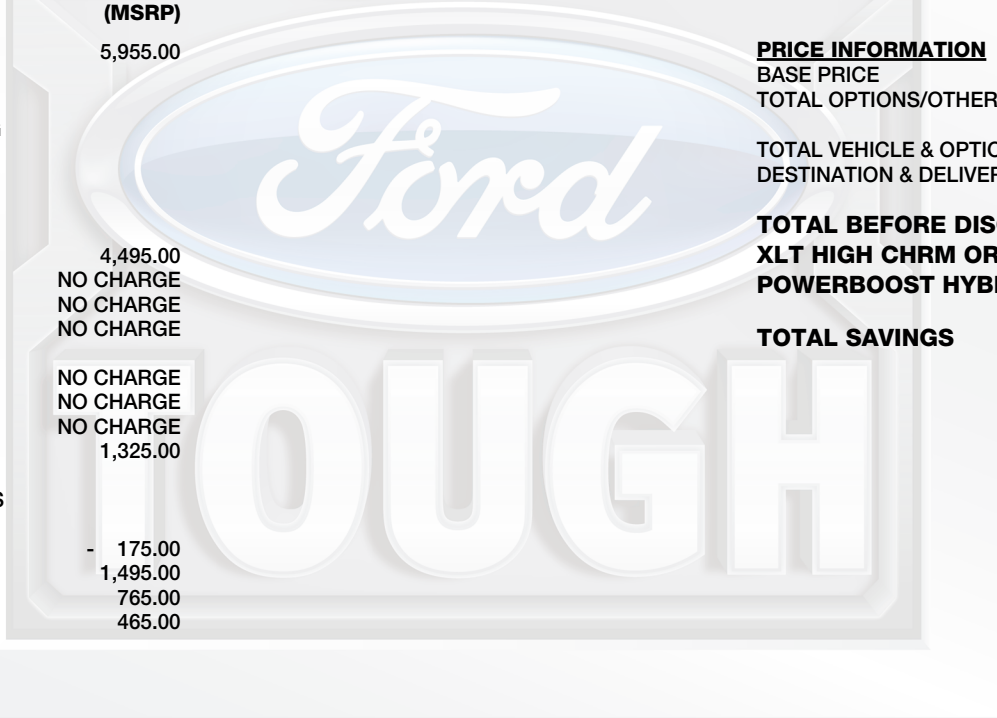 (MSRP)
5,955.00
4,495.00
NO CHARGE
NO CHARGE
NO CHARGE
NO CHARGE
NO CHARGE
NO CHARGE
1,325.00
S
- 175.00
1,495.00
765.00
465.00
PRICE INFORMATION
BASE PRICE
TOTAL OPTIONS/OTHER
TOTAL VEHICLE & OPTIO
DESTINATION & DELIVER
TOTAL BEFORE DIS
XLT HIGH CHRM OR
POWERBOOST HYB
TOTAL SAVINGS
Ford
TOUGH